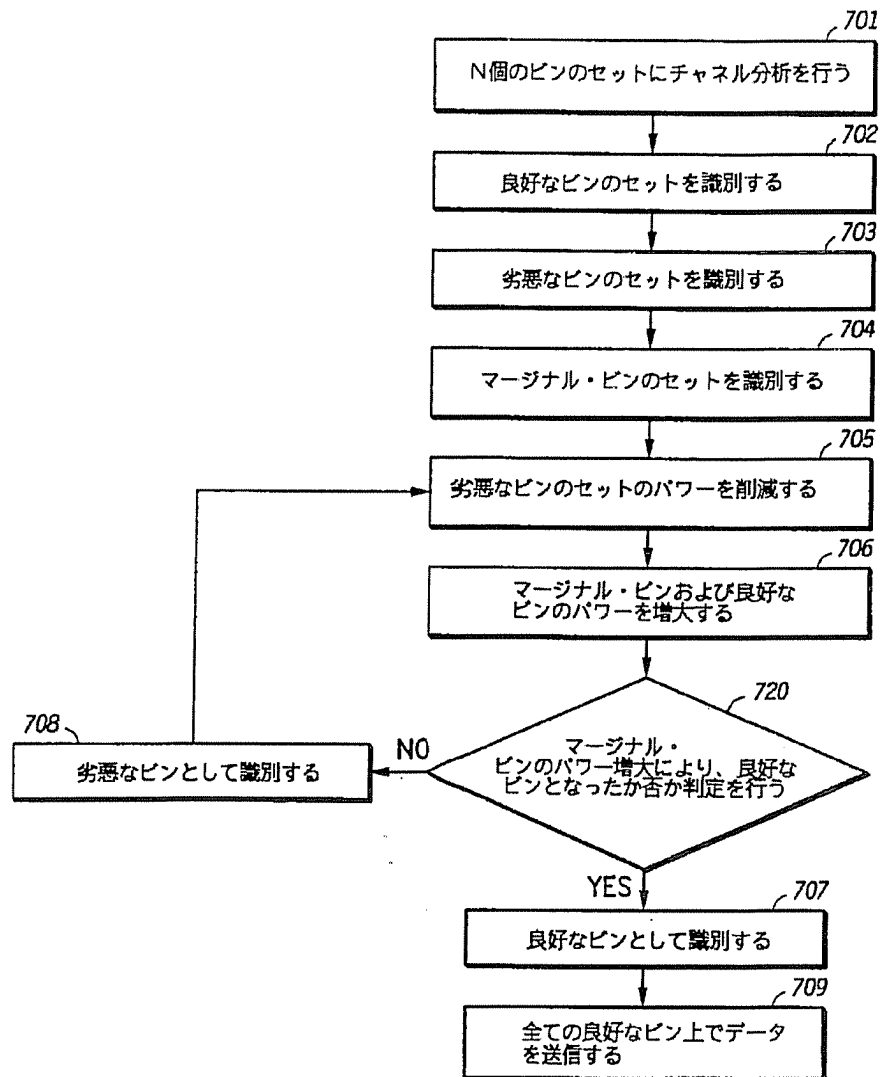 701
N個のビンのセットにチャネル分析を行う
702
良好なビンのセットを識別する
703
劣悪なビンのセットを識別する
704
マージナル・ビンのセットを識別する
705
劣悪なビンのセットのパワーを削減する
706
マージナル・ビンおよび良好な
ビンのパワーを増大する
720
マージナル・
ビンのパワー増大により、良好な
ビンとなったか否か判定を行う
NO
708
劣悪なビンとして識別する
YES
707
良好なビンとして識別する
709
全ての良好なビン上でデータ
を送信する